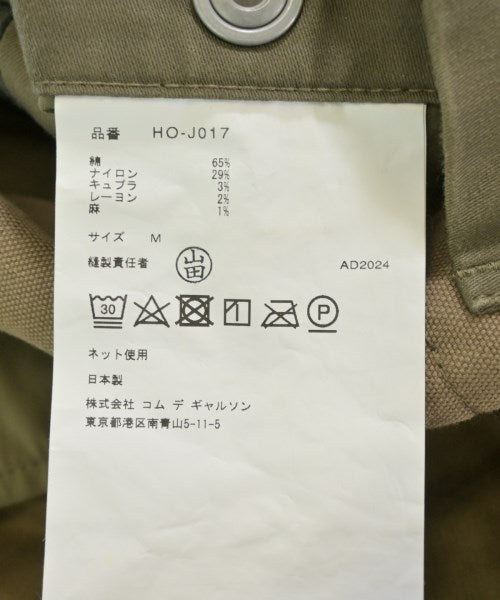 品番 HO-J017
綿 65%
ナイロン 29%
キュプラ 3%
レーヨン 2%
麻 1%
サイズ M
縫製責任者 山田 AD2024
30 P
ネット使用
日本製
株式会社 コム デ ギャルソン
東京都港区南青山5-11-5